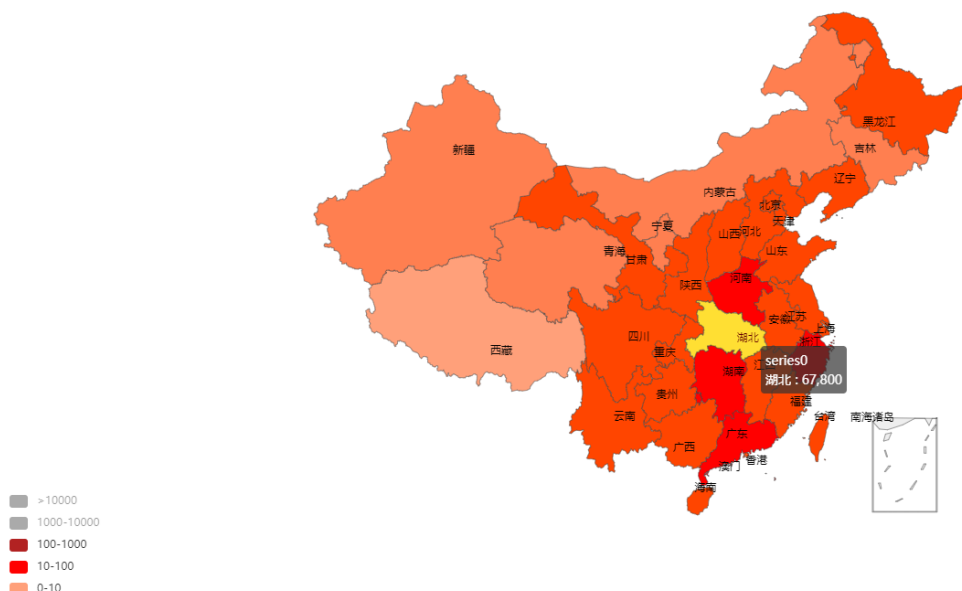 黑龙江
吉林
新疆
辽宁
内蒙古
北京
天津
宁夏
山西
河北
青海
甘肃
山东
河南
陕西
安徽
江苏
上海
四川
湖北
浙江
西藏
重庆
series0
湖北 : 67,800
湖南
贵州
福建
云南
台湾
南海诸岛
广西
广东
香港
澳门
海南
>10000
1000-10000
100-1000
10-100
0-10